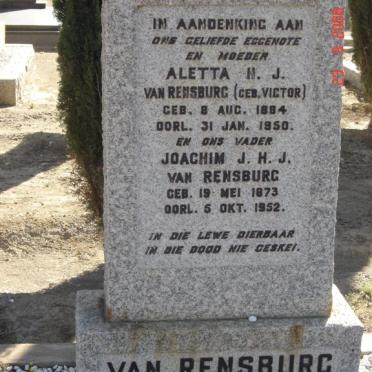 IN AANDENKING AAN
ONS GELIEFDE EGGENOTE
EN MOEDER
ALETTA H. J.
VAN RENSBURG (GEB. VICTOR)
GEB. 8 AUG. 1884
OORL. 31 JAN. 1950.
EN ONS VADER
JOACHIM J. H. J.
VAN RENSBURG
GEB. 19 MEI 1873
OORL. 5 OKT. 1952.
IN DIE LEWE DIERBAAR
IN DIE DOOD NIE GESKEI.
VAN RENSBURG